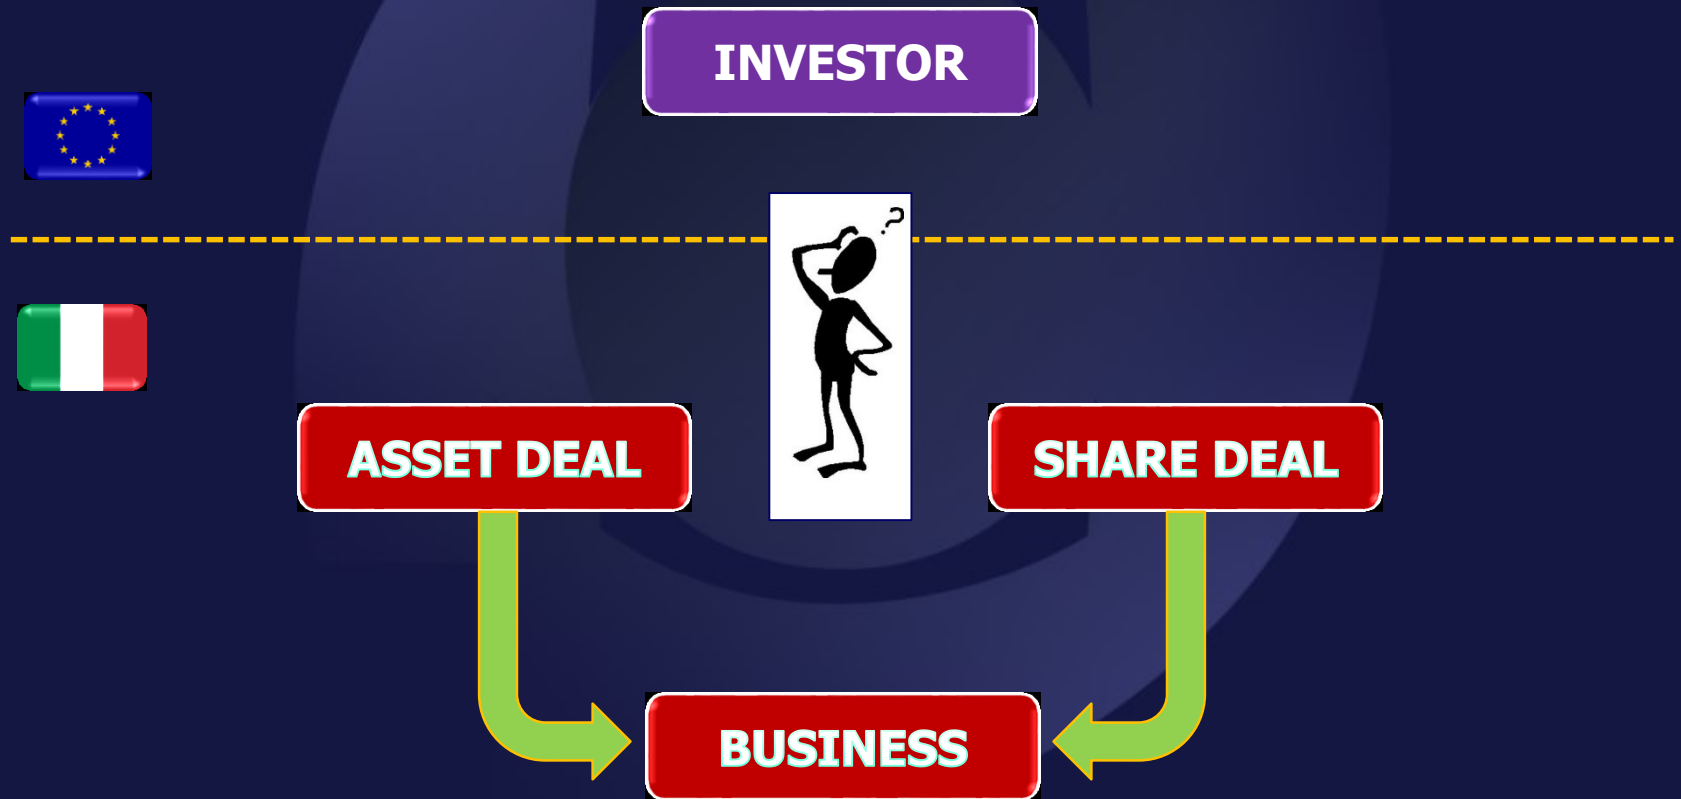 INVESTOR
?
ASSET DEAL
SHARE DEAL
BUSINESS